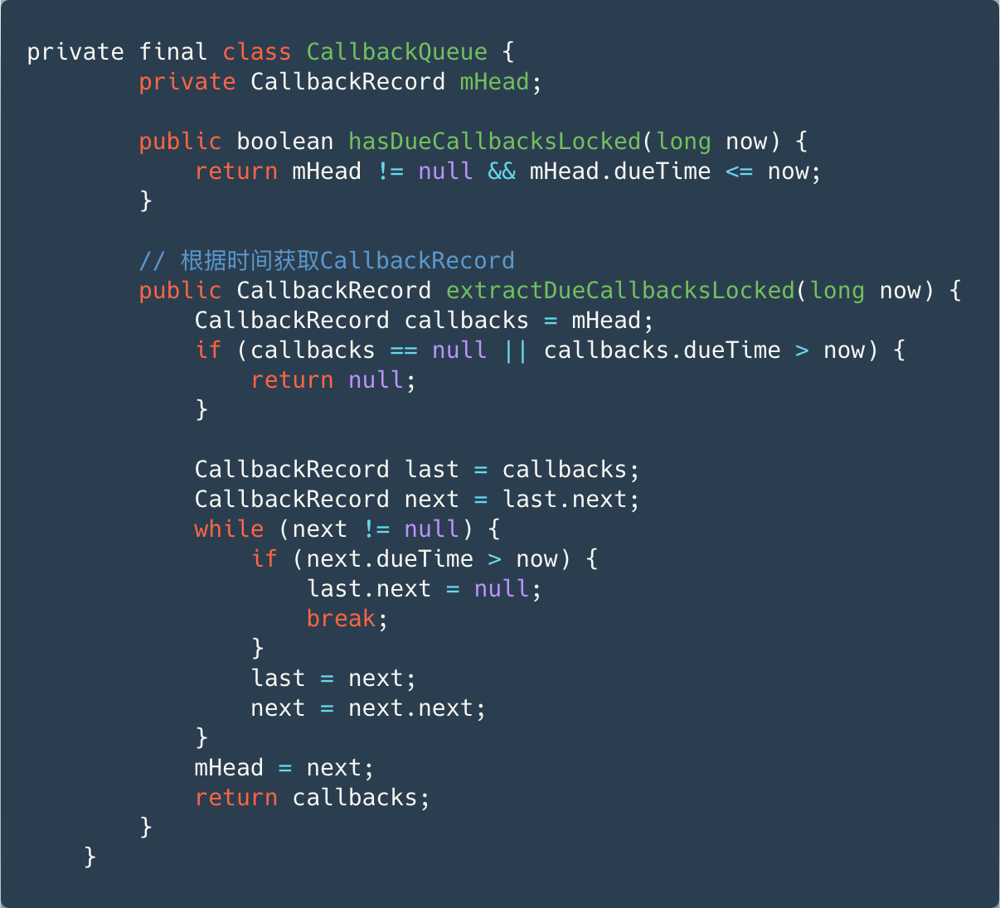 private final class CallbackQueue {
        private CallbackRecord mHead;

        public boolean hasDueCallbacksLocked(long now) {
            return mHead != null && mHead.dueTime <= now;
        }

        // 根据时间获取CallbackRecord
        public CallbackRecord extractDueCallbacksLocked(long now) {
            CallbackRecord callbacks = mHead;
            if (callbacks == null || callbacks.dueTime > now) {
                return null;
            }

            CallbackRecord last = callbacks;
            CallbackRecord next = last.next;
            while (next != null) {
                if (next.dueTime > now) {
                    last.next = null;
                    break;
                }
                last = next;
                next = next.next;
            }
            mHead = next;
            return callbacks;
        }
    }